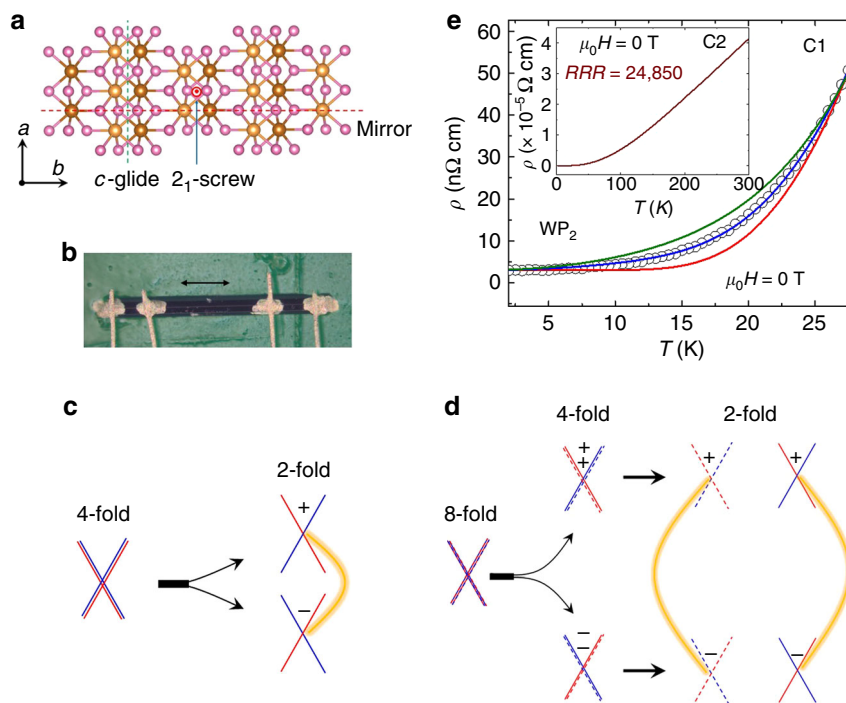 a
a
b
c-glide
2₁-screw
Mirror
b
c
4-fold
2-fold
+
−
d
8-fold
4-fold
2-fold
+
+
−
−
+
+
−
−
e
ρ (nΩ cm)
60
50
40
30
20
10
0
5
10
15
20
25
T (K)
C1
WP₂
μ₀H = 0 T
μ₀H = 0 T
C2
RRR = 24,850
ρ (× 10⁻⁵ Ω cm)
4
3
2
1
0
0
100
200
300
T (K)